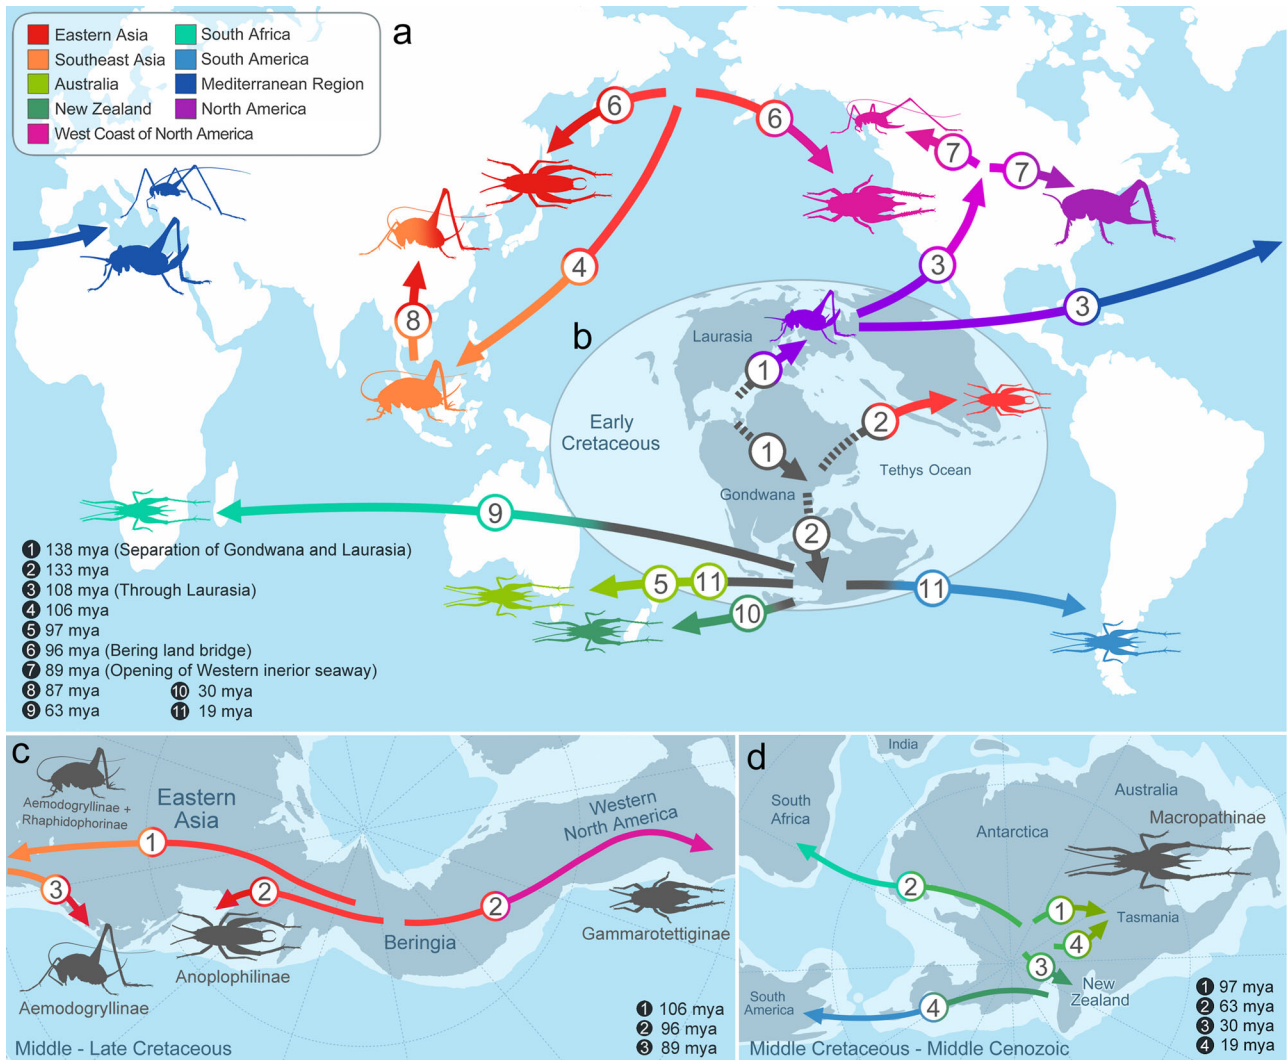 a
Eastern Asia
Southeast Asia
Australia
New Zealand
West Coast of North America
South Africa
South America
Mediterranean Region
North America
6
6
7
7
4
3
3
8
b
Laurasia
1
Early
Cretaceous
2
1
Tethys Ocean
Gondwana
9
2
5
11
11
10
1 138 mya (Separation of Gondwana and Laurasia)
2 133 mya
3 108 mya (Through Laurasia)
4 106 mya
5 97 mya
6 96 mya (Bering land bridge)
7 89 mya (Opening of Western inerior seaway)
8 87 mya
9 63 mya
10 30 mya
11 19 mya
c
Aemodogryllinae +
Rhaphidophorinae
Eastern
Asia
Western
North America
1
3
2
2
Beringia
Anoplophilinae
Aemodogryllinae
Gammarotettiginae
1 106 mya
2 96 mya
3 89 mya
Middle - Late Cretaceous
d
India
South
Africa
Australia
Antarctica
Macropathinae
2
1
Tasmania
4
3
New
Zealand
South
America
4
1 97 mya
2 63 mya
3 30 mya
4 19 mya
Middle Cretaceous - Middle Cenozoic